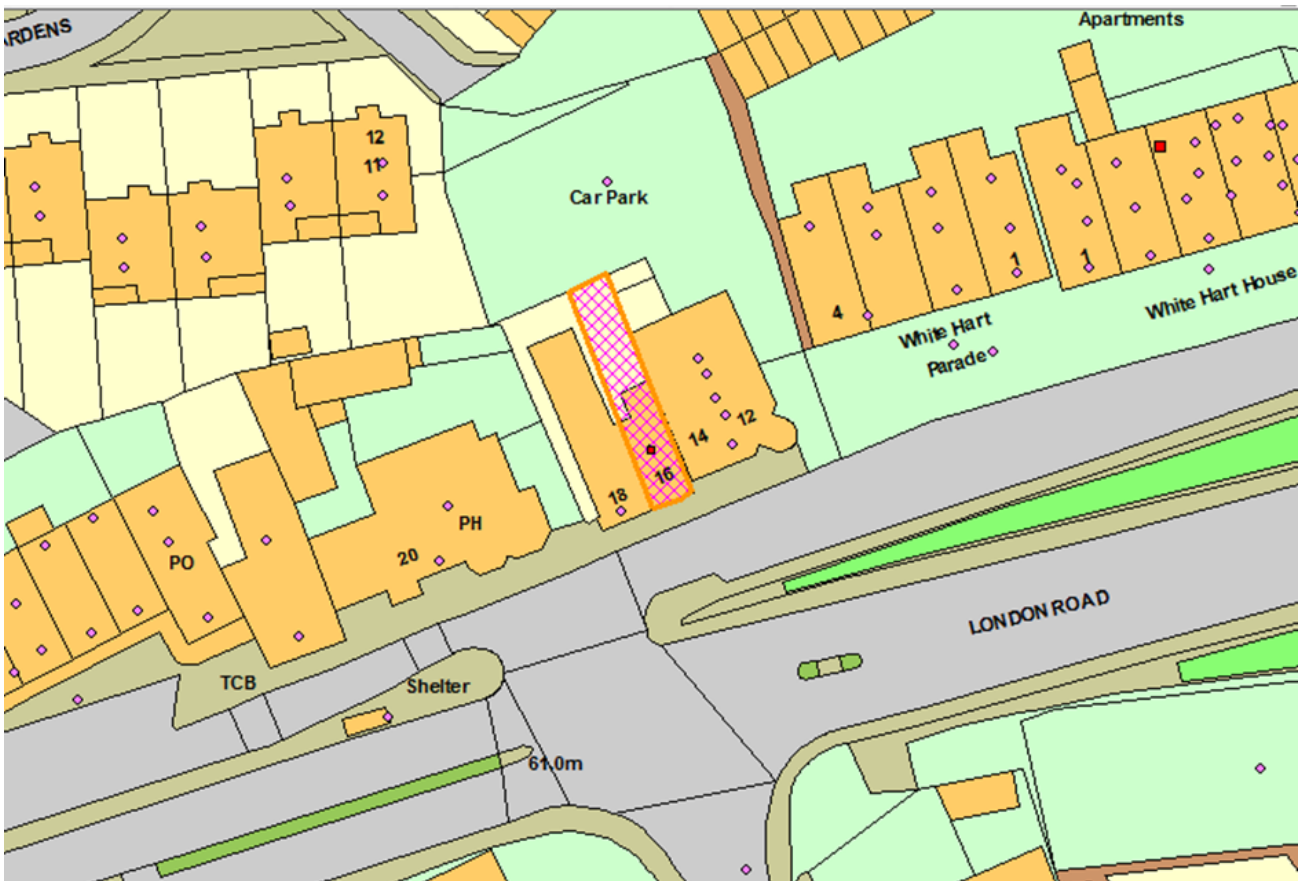 ARDENS
Apartments
12
11
Car Park
1
1
White Hart House
4
White Hart
Parade
12
14
16
18
PH
20
PO
LONDON ROAD
TCB
Shelter
61.0m